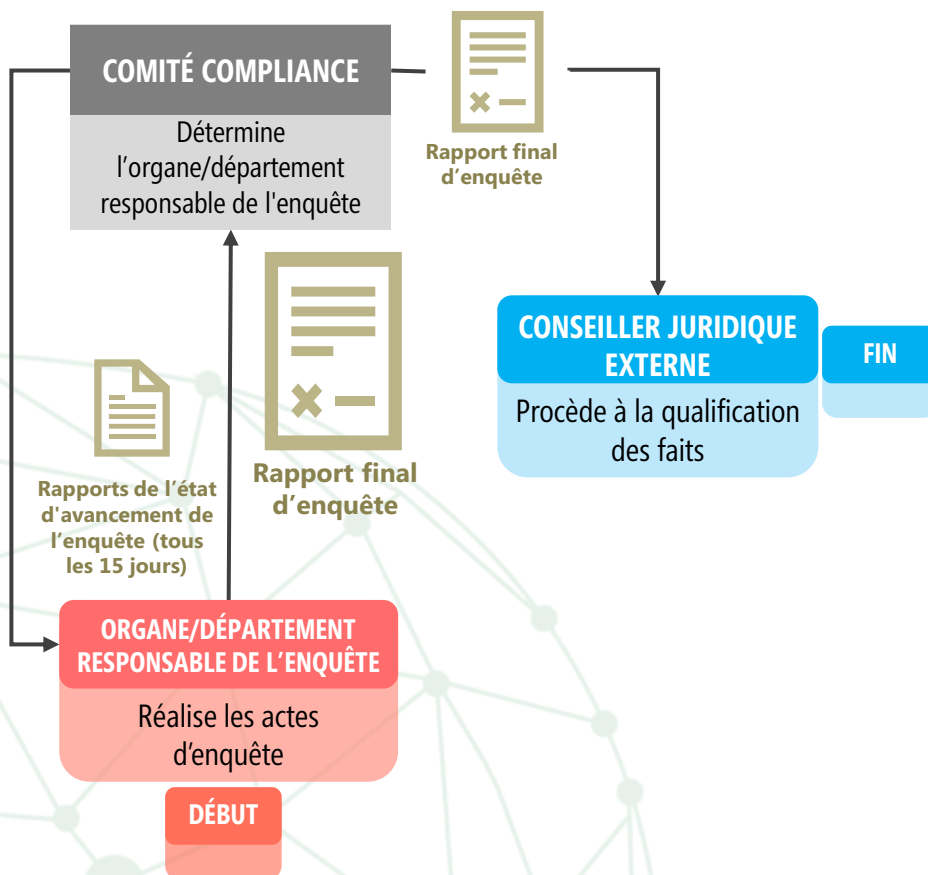 COMITÉ COMPLIANCE
Détermine
l’organe/département
responsable de l'enquête
Rapport final
d’enquête
CONSEILLER JURIDIQUE
EXTERNE
Procède à la qualification
des faits
FIN
Rapport final
d’enquête
Rapports de l’état
d'avancement de
l’enquête (tous
les 15 jours)
ORGANE/DÉPARTEMENT
RESPONSABLE DE L’ENQUÊTE
Réalise les actes
d’enquête
DÉBUT